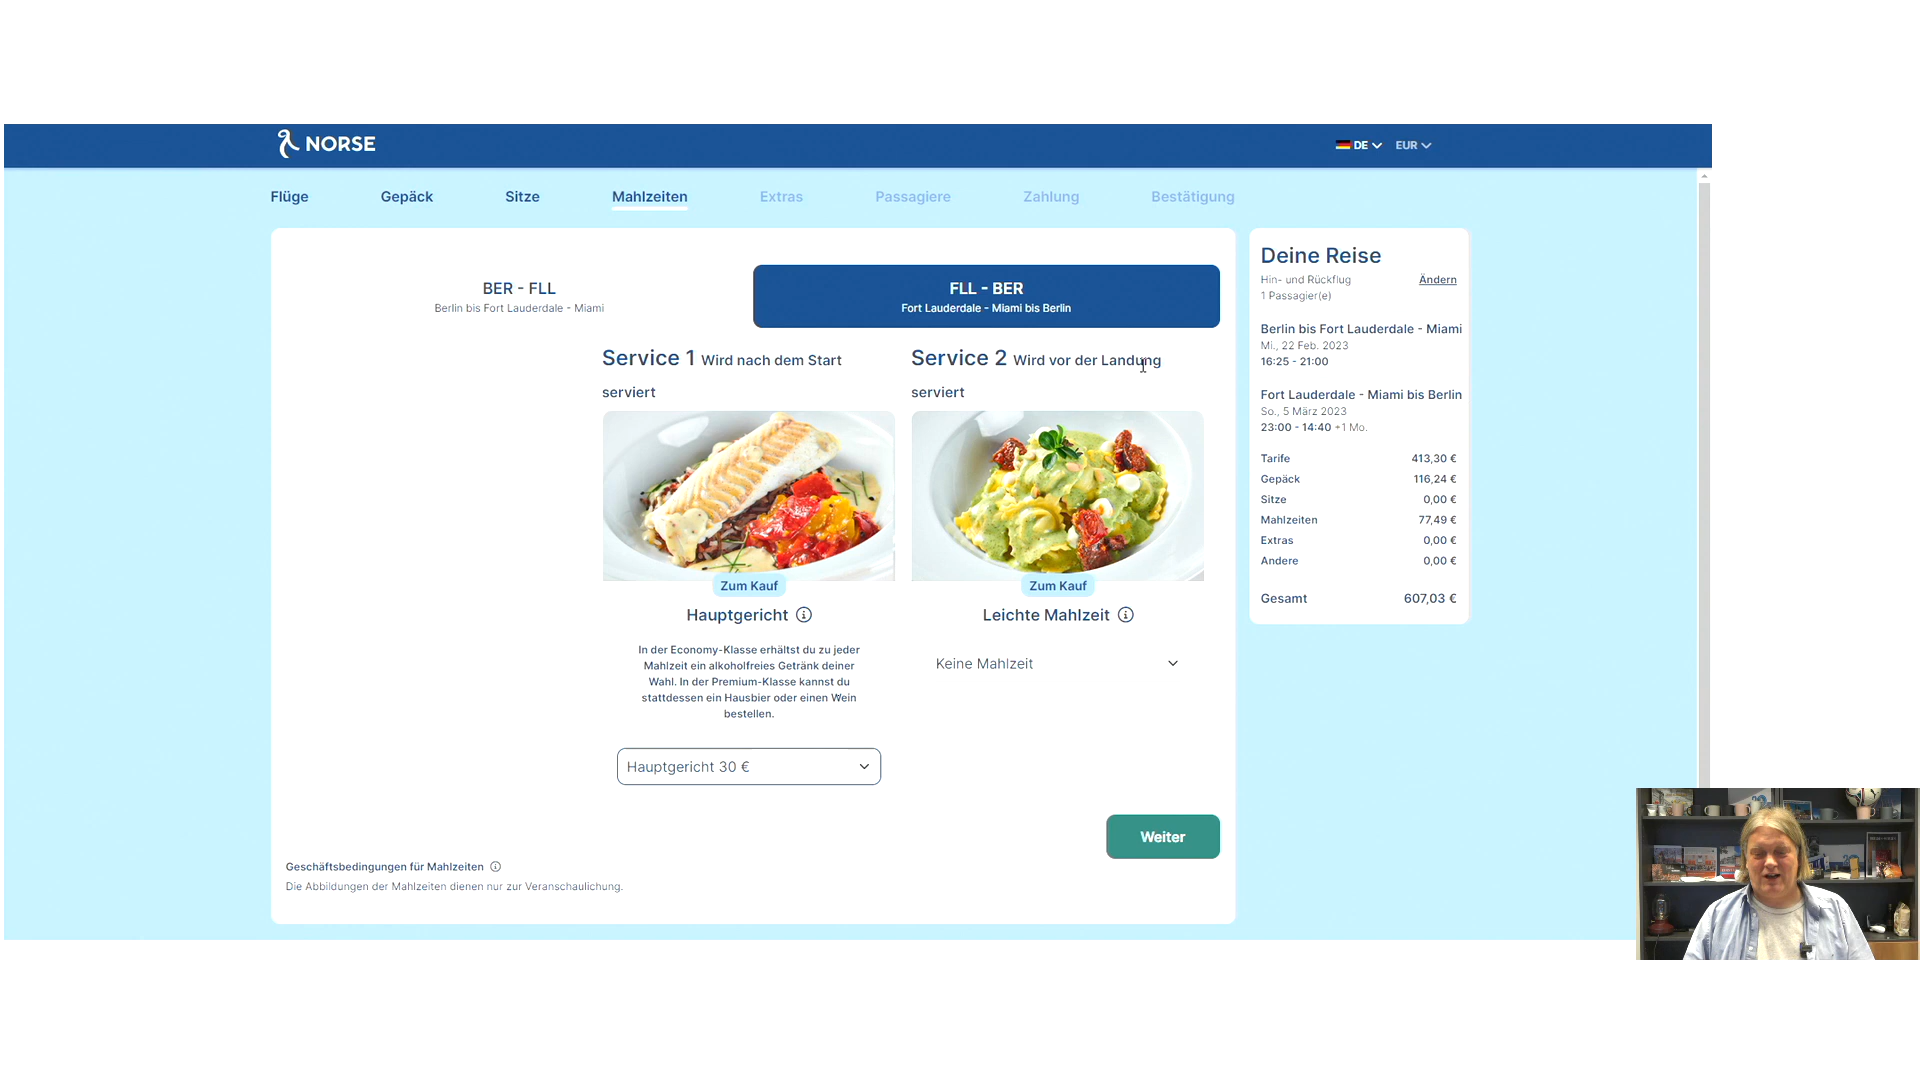 NORSE
DE
EUR
Flüge
Gepäck
Sitze
Mahlzeiten
Extras
Passagiere
Zahlung
Bestätigung
BER - FLL
Berlin bis Fort Lauderdale - Miami
FLL - BER
Fort Lauderdale - Miami bis Berlin
Service 1 Wird nach dem Start
serviert
Zum Kauf
Hauptgericht
In der Economy-Klasse erhältst du zu jeder
Mahlzeit ein alkoholfreies Getränk deiner
Wahl. In der Premium-Klasse kannst du
stattdessen ein Hausbier oder einen Wein
bestellen.
Hauptgericht 30 €
Service 2 Wird vor der Landung
serviert
Zum Kauf
Leichte Mahlzeit
Keine Mahlzeit
Weiter
Geschäftsbedingungen für Mahlzeiten
Die Abbildungen der Mahlzeiten dienen nur zur Veranschaulichung.
Deine Reise
Hin- und Rückflug
Ändern
1 Passagier(e)
Berlin bis Fort Lauderdale - Miami
Mi., 22 Feb. 2023
16:25 - 21:00
Fort Lauderdale - Miami bis Berlin
So., 5 März 2023
23:00 - 14:40 +1 Mo.
Tarife 413,30 €
Gepäck 116,24 €
Sitze 0,00 €
Mahlzeiten 77,49 €
Extras 0,00 €
Andere 0,00 €
Gesamt 607,03 €